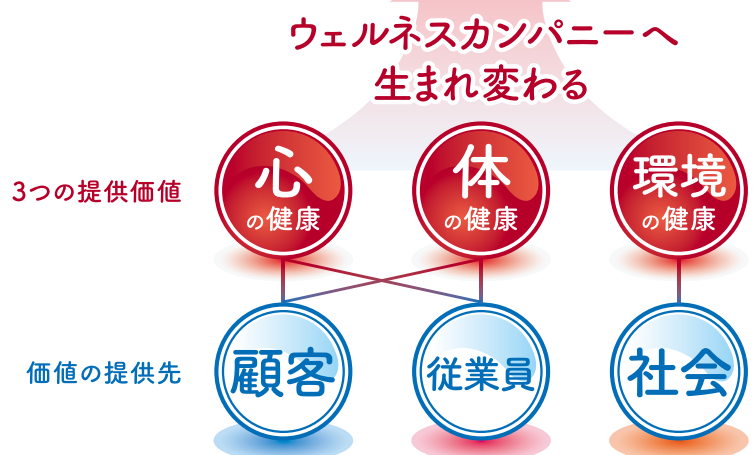 ウェルネスカンパニーへ
生まれ変わる
3つの提供価値
心
の健康
体
の健康
環境
の健康
価値の提供先
顧客
従業員
社会